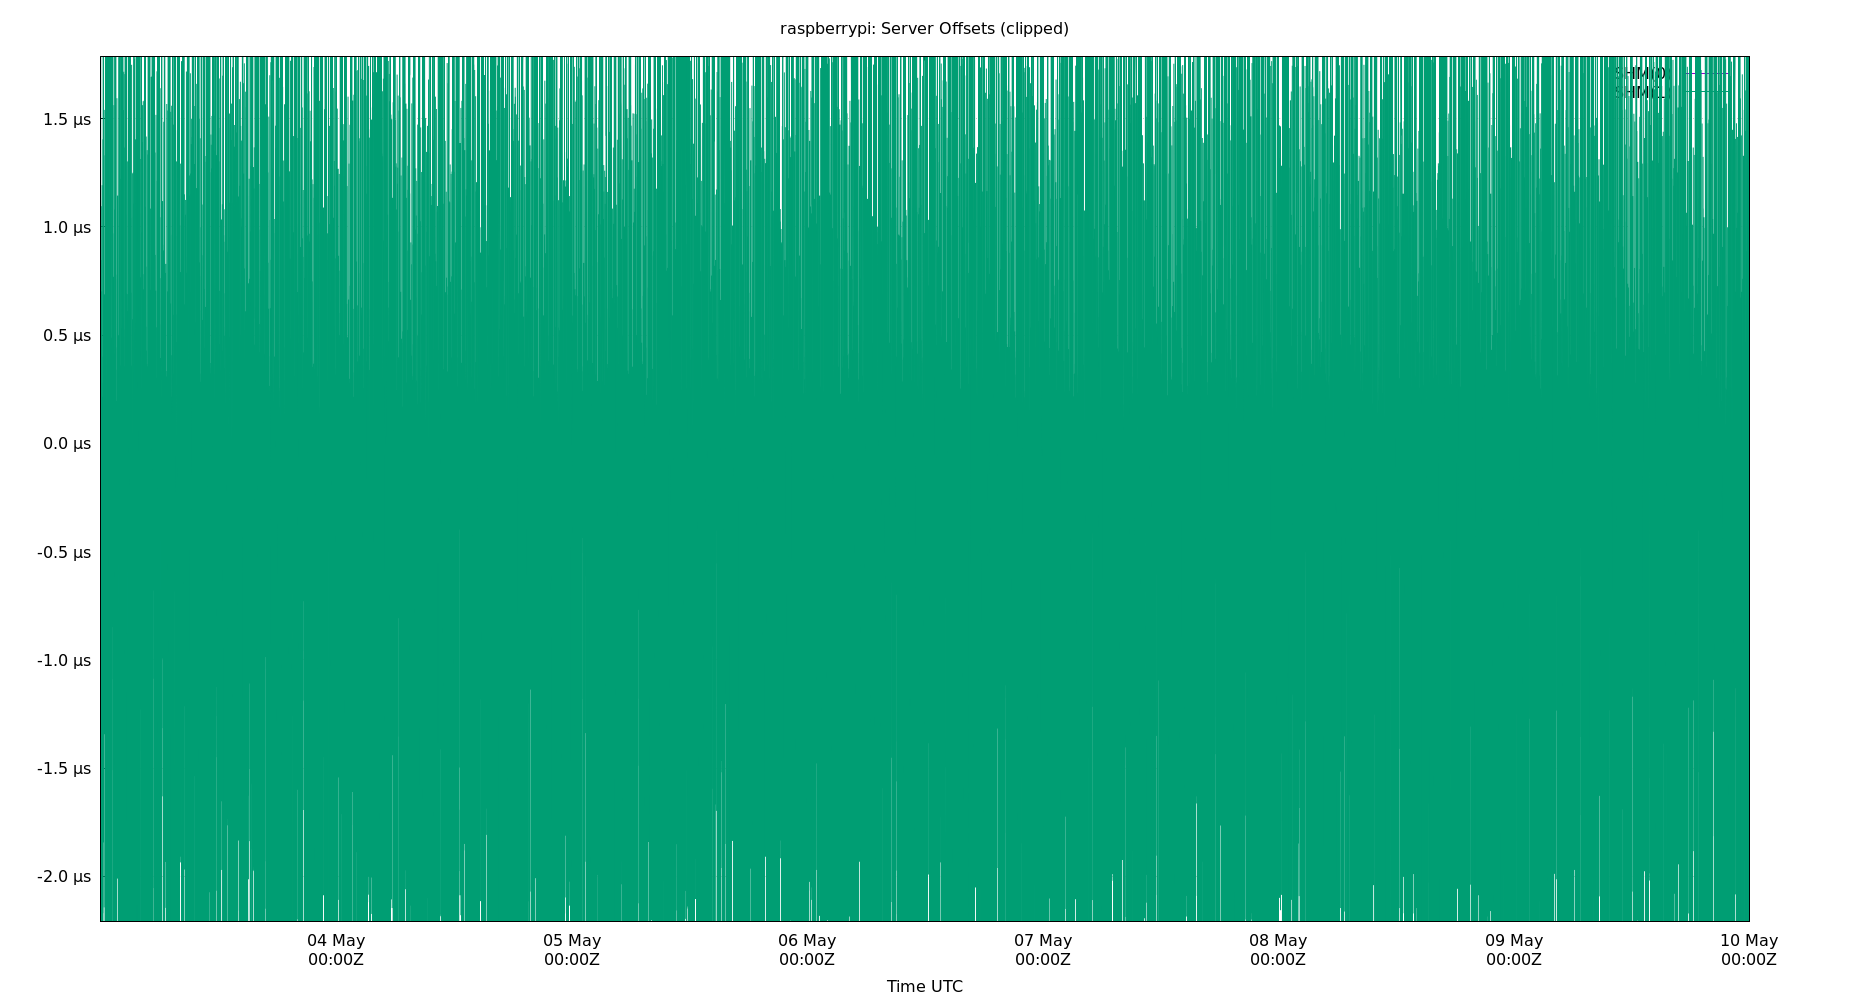 raspberrypi: Server Offsets (clipped)
SHM(0)
1.5 µs
1.0 µs
0.5 µs
0.0 µs
-0.5 µs
-1.0 µs
-1.5 µs
-2.0 µs
04 May 05 May 06 May 07 May 08 May 09 May 10 May
00:00Z 00:00Z 00:00Z 00:00Z 00:00Z 00:00Z 00:00Z
Time UTC